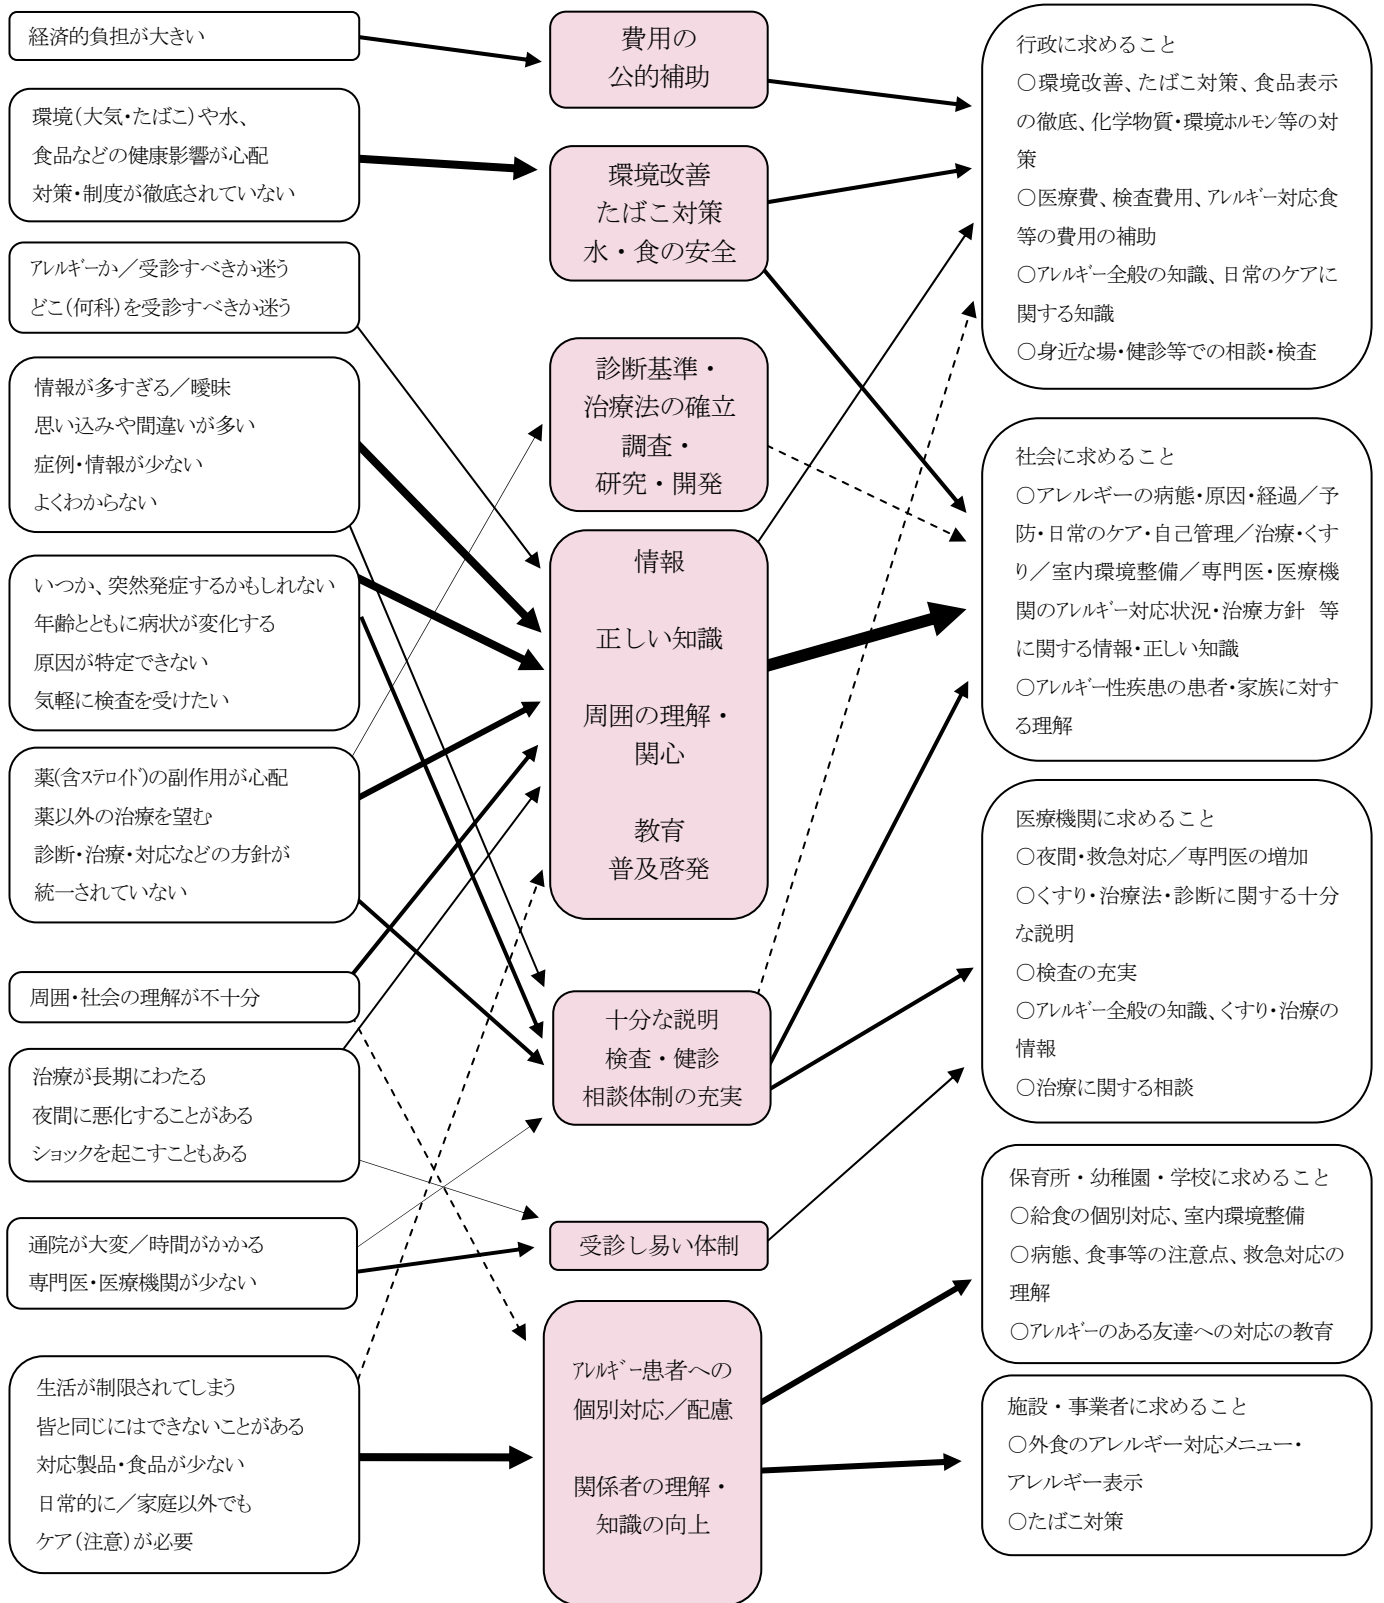 経済的負担が大きい
環境(大気・たばこ)や水、
食品などの健康影響が心配
対策・制度が徹底されていない
アレルギーか／受診すべきか迷う
どこ(何科)を受診すべきか迷う
情報が多すぎる／曖昧
思い込みや間違いが多い
症例・情報が少ない
よくわからない
いつか、突然発症するかもしれない
年齢とともに病状が変化する
原因が特定できない
気軽に検査を受けたい
薬(含ステロイド)の副作用が心配
薬以外の治療を望む
診断・治療・対応などの方針が
統一されていない
周囲・社会の理解が不十分
治療が長期にわたる
夜間に悪化することがある
ショックを起こすこともある
通院が大変／時間がかかる
専門医・医療機関が少ない
生活が制限されてしまう
皆と同じにはできないことがある
対応製品・食品が少ない
日常的に／家庭以外でも
ケア(注意)が必要
費用の
公的補助
環境改善
たばこ対策
水・食の安全
診断基準・
治療法の確立
調査・
研究・開発
情報
正しい知識
周囲の理解・
関心
教育
普及啓発
十分な説明
検査・健診
相談体制の充実
受診し易い体制
アレルギー患者への
個別対応／配慮
関係者の理解・
知識の向上
行政に求めること
○環境改善、たばこ対策、食品表示
の徹底、化学物質・環境ホルモン等の対
策
○医療費、検査費用、アレルギー対応食
等の費用の補助
○アレルギー全般の知識、日常のケアに
関する知識
○身近な場・健診等での相談・検査
社会に求めること
○アレルギーの病態・原因・経過／予
防・日常のケア・自己管理／治療・くす
り／室内環境整備／専門医・医療機
関のアレルギー対応状況・治療方針　等
に関する情報・正しい知識
○アレルギー性疾患の患者・家族に対す
る理解
医療機関に求めること
○夜間・救急対応／専門医の増加
○くすり・治療法・診断に関する十分
な説明
○検査の充実
○アレルギー全般の知識、くすり・治療の
情報
○治療に関する相談
保育所・幼稚園・学校に求めること
○給食の個別対応、室内環境整備
○病態、食事等の注意点、救急対応の
理解
○アレルギーのある友達への対応の教育
施設・事業者に求めること
○外食のアレルギー対応メニュー・
アレルギー表示
○たばこ対策